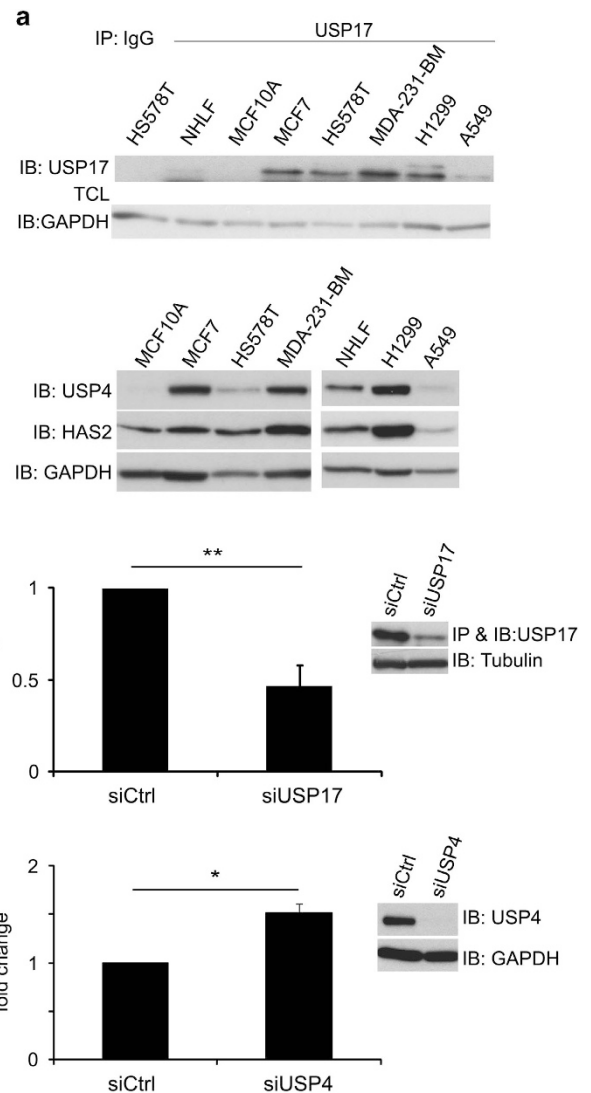 a
IP: IgG USP17
HS578T NHLF MCF10A MCF7 HS578T MDA-231-BM H1299 A549
IB: USP17
TCL
IB:GAPDH
MCF10A MCF7 HS578T MDA-231-BM NHLF H1299 A549
IB: USP4
IB: HAS2
IB: GAPDH
**
1
0.5
0
siCtrl siUSP17
siCtrl siUSP17
IP & IB:USP17
IB: Tubulin
*
2
1
0
fold change
siCtrl siUSP4
siCtrl siUSP4
IB: USP4
IB: GAPDH